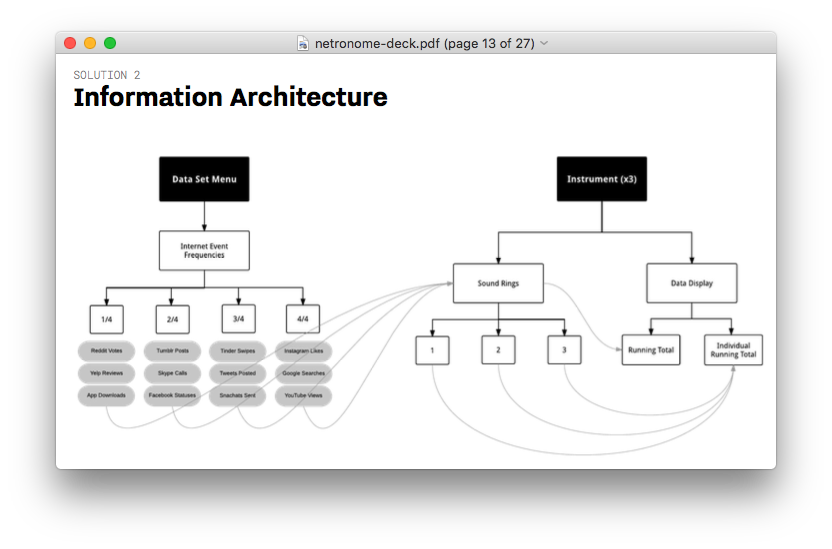 netronome-deck.pdf (page 13 of 27)
SOLUTION 2
Information Architecture
Data Set Menu
Internet Event
Frequencies
1/4
2/4
3/4
4/4
Reddit Votes
Tumblr Posts
Tinder Swipes
Instagram Likes
Yelp Reviews
Skype Calls
Tweets Posted
Google Searches
App Downloads
Facebook Statuses
Snachats Sent
YouTube Views
Instrument (x3)
Sound Rings
Data Display
1
2
3
Running Total
Individual
Running Total